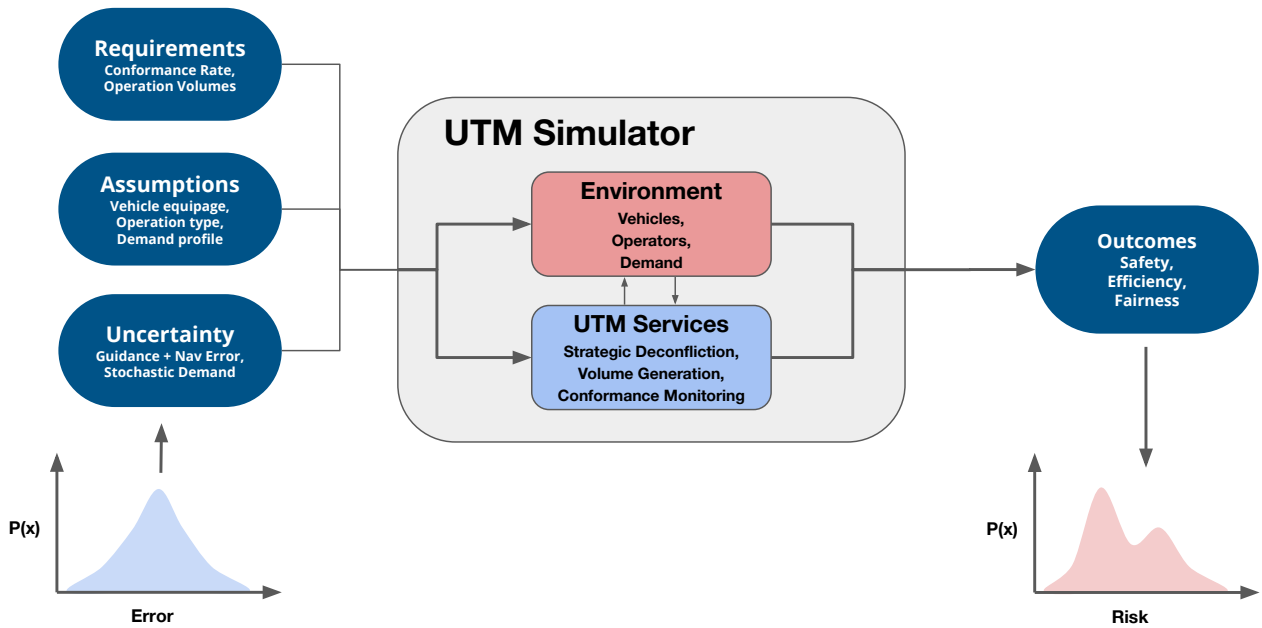 Requirements
Conformance Rate,
Operation Volumes
Assumptions
Vehicle equipage,
Operation type,
Demand profile
Uncertainty
Guidance + Nav Error,
Stochastic Demand
P(x)
Error
UTM Simulator
Environment
Vehicles,
Operators,
Demand
UTM Services
Strategic Deconfliction,
Volume Generation,
Conformance Monitoring
Outcomes
Safety,
Efficiency,
Fairness
P(x)
Risk